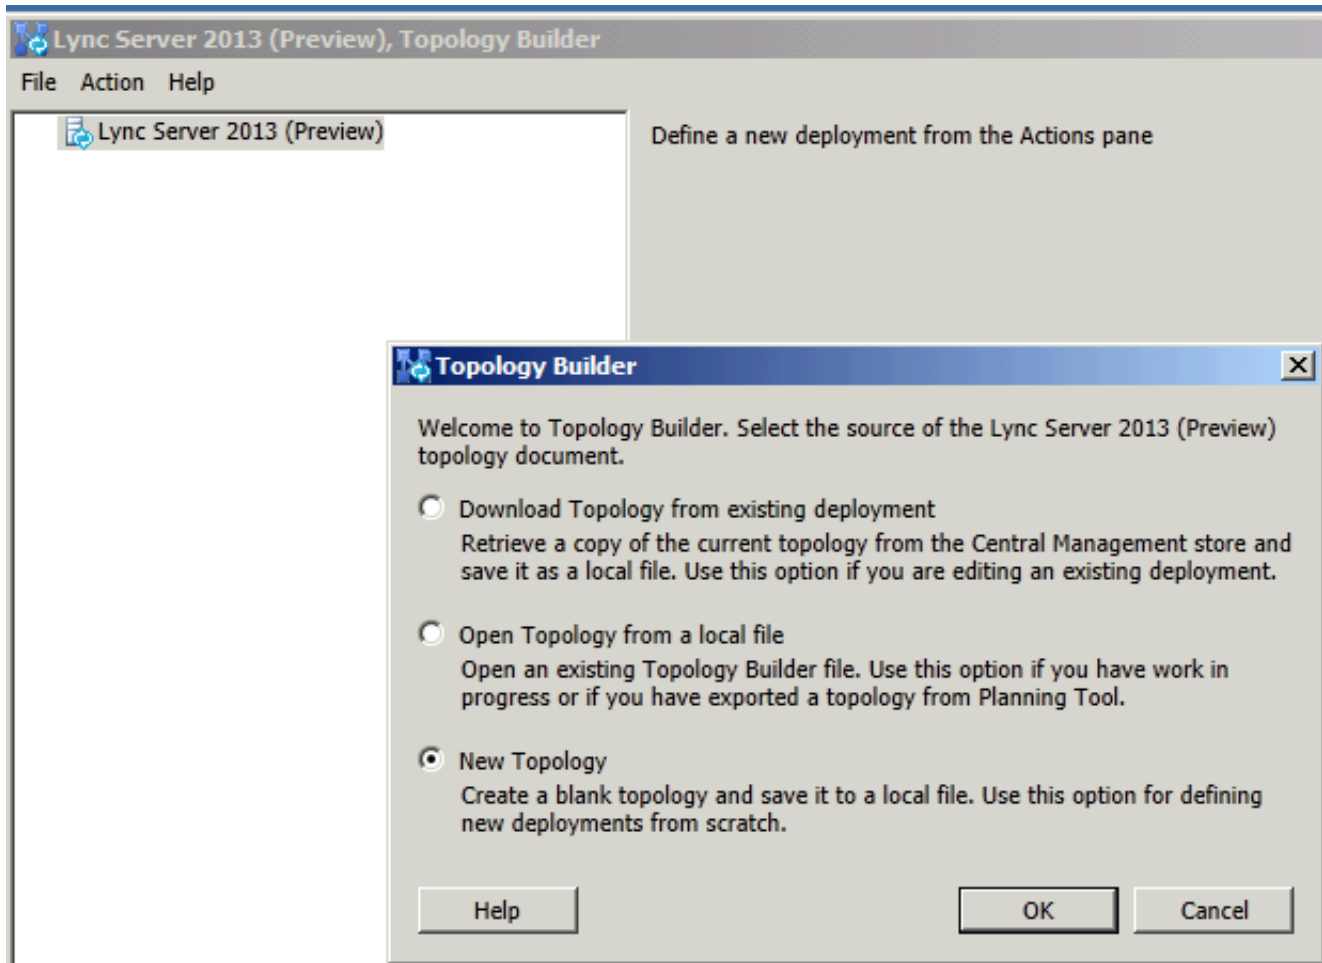 Lync Server 2013 (Preview), Topology Builder
File Action Help
Lync Server 2013 (Preview)
Define a new deployment from the Actions pane
Topology Builder
Welcome to Topology Builder. Select the source of the Lync Server 2013 (Preview)
topology document.
Download Topology from existing deployment
Retrieve a copy of the current topology from the Central Management store and
save it as a local file. Use this option if you are editing an existing deployment.
Open Topology from a local file
Open an existing Topology Builder file. Use this option if you have work in
progress or if you have exported a topology from Planning Tool.
New Topology
Create a blank topology and save it to a local file. Use this option for defining
new deployments from scratch.
Help OK Cancel